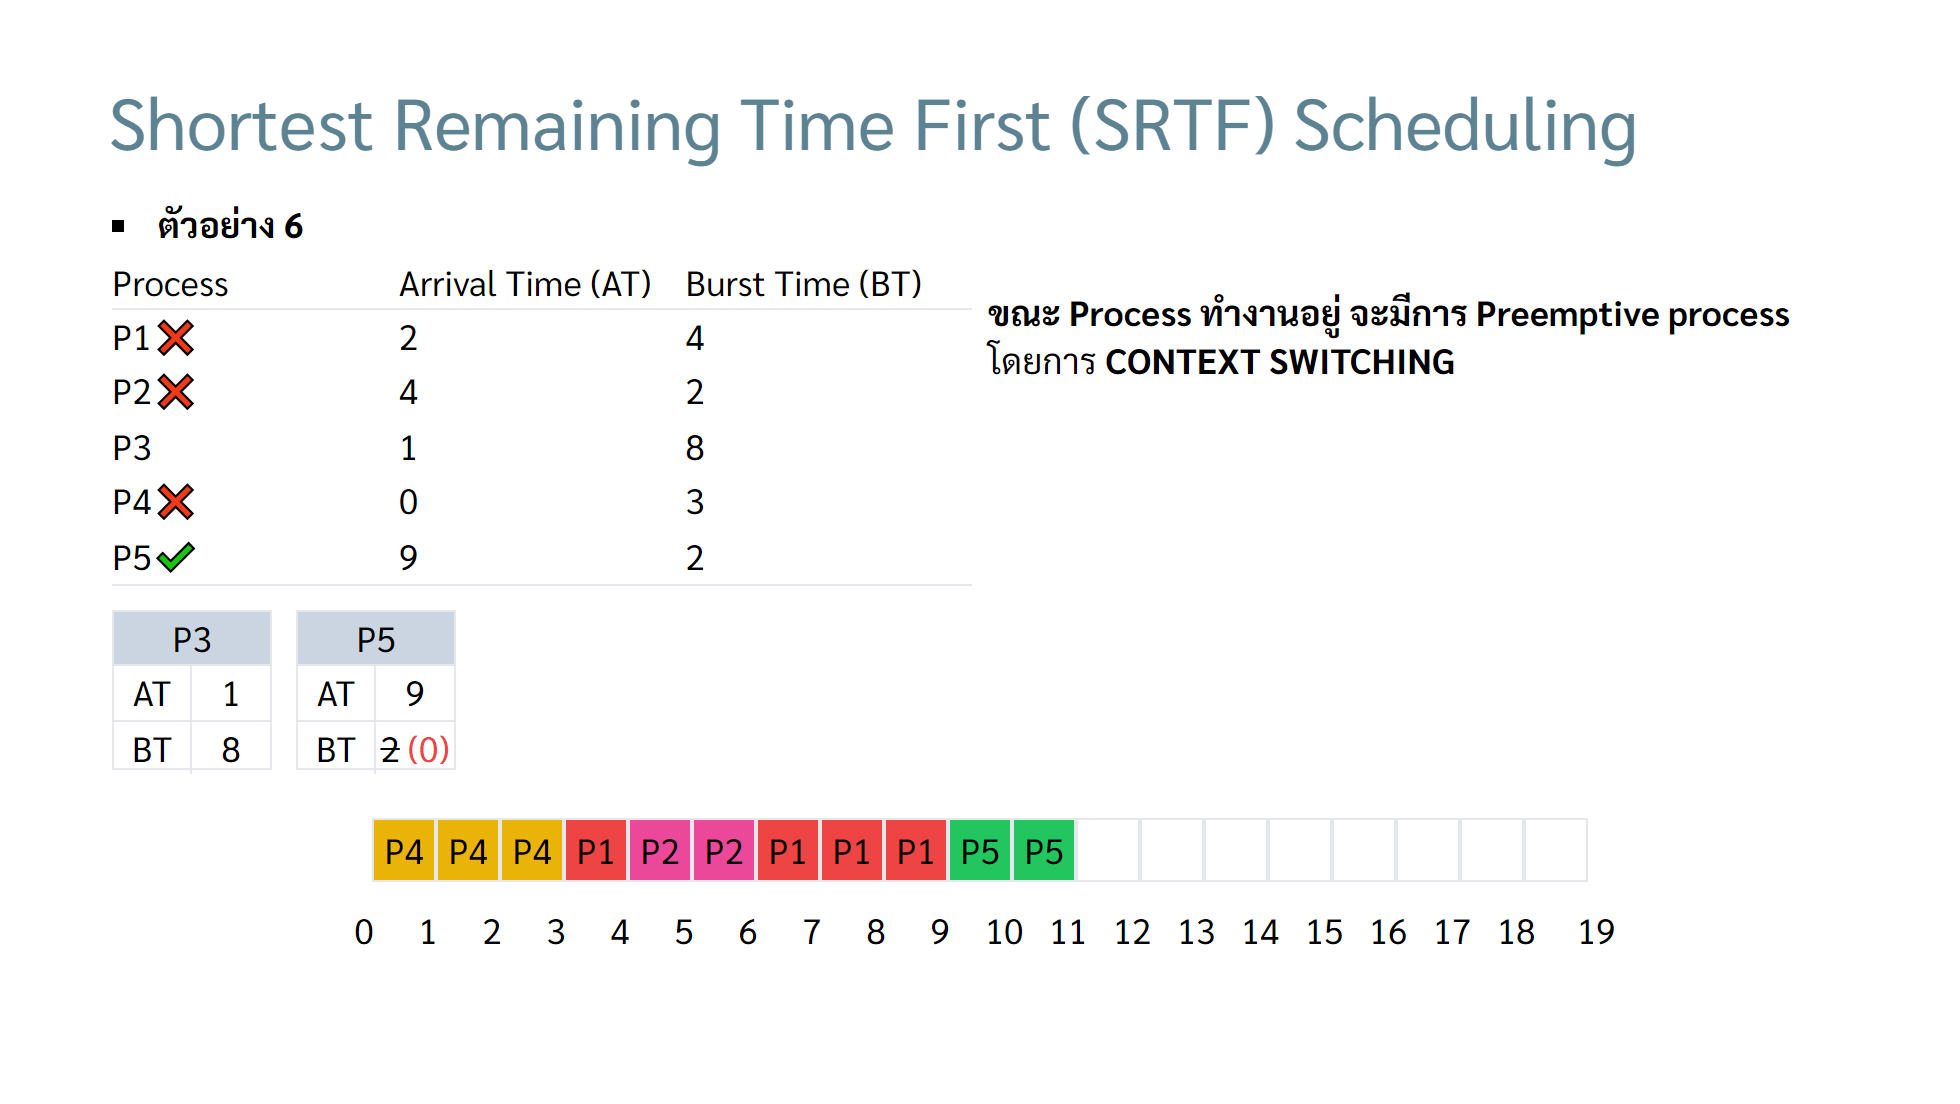 Shortest Remaining Time First (SRTF) Scheduling
ตัวอย่าง 6
Process Arrival Time (AT) Burst Time (BT)
P1 2 4
P2 4 2
P3 1 8
P4 0 3
P5 9 2
ขณะ Process ทำงานอยู่ จะมีการ Preemptive process
โดยการ CONTEXT SWITCHING
P3
AT 1
BT 8
P5
AT 9
BT 2 (0)
P4 P4 P4 P1 P2 P2 P1 P1 P1 P5 P5
0 1 2 3 4 5 6 7 8 9 10 11 12 13 14 15 16 17 18 19